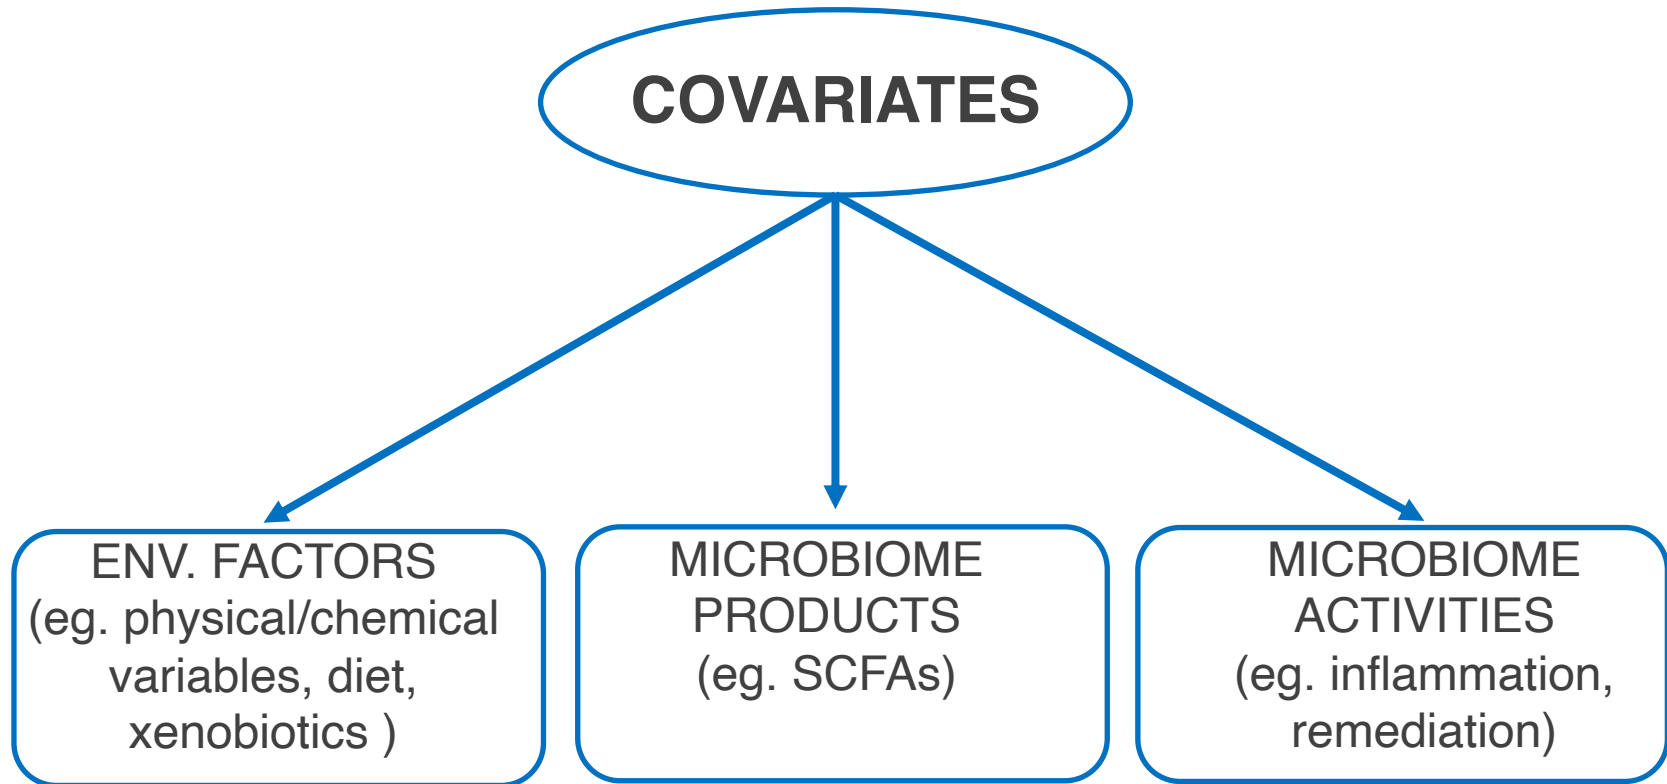 COVARIATES
ENV. FACTORS
(eg. physical/chemical
variables, diet,
xenobiotics )
MICROBIOME
PRODUCTS
(eg. SCFAs)
MICROBIOME
ACTIVITIES
(eg. inflammation,
remediation)